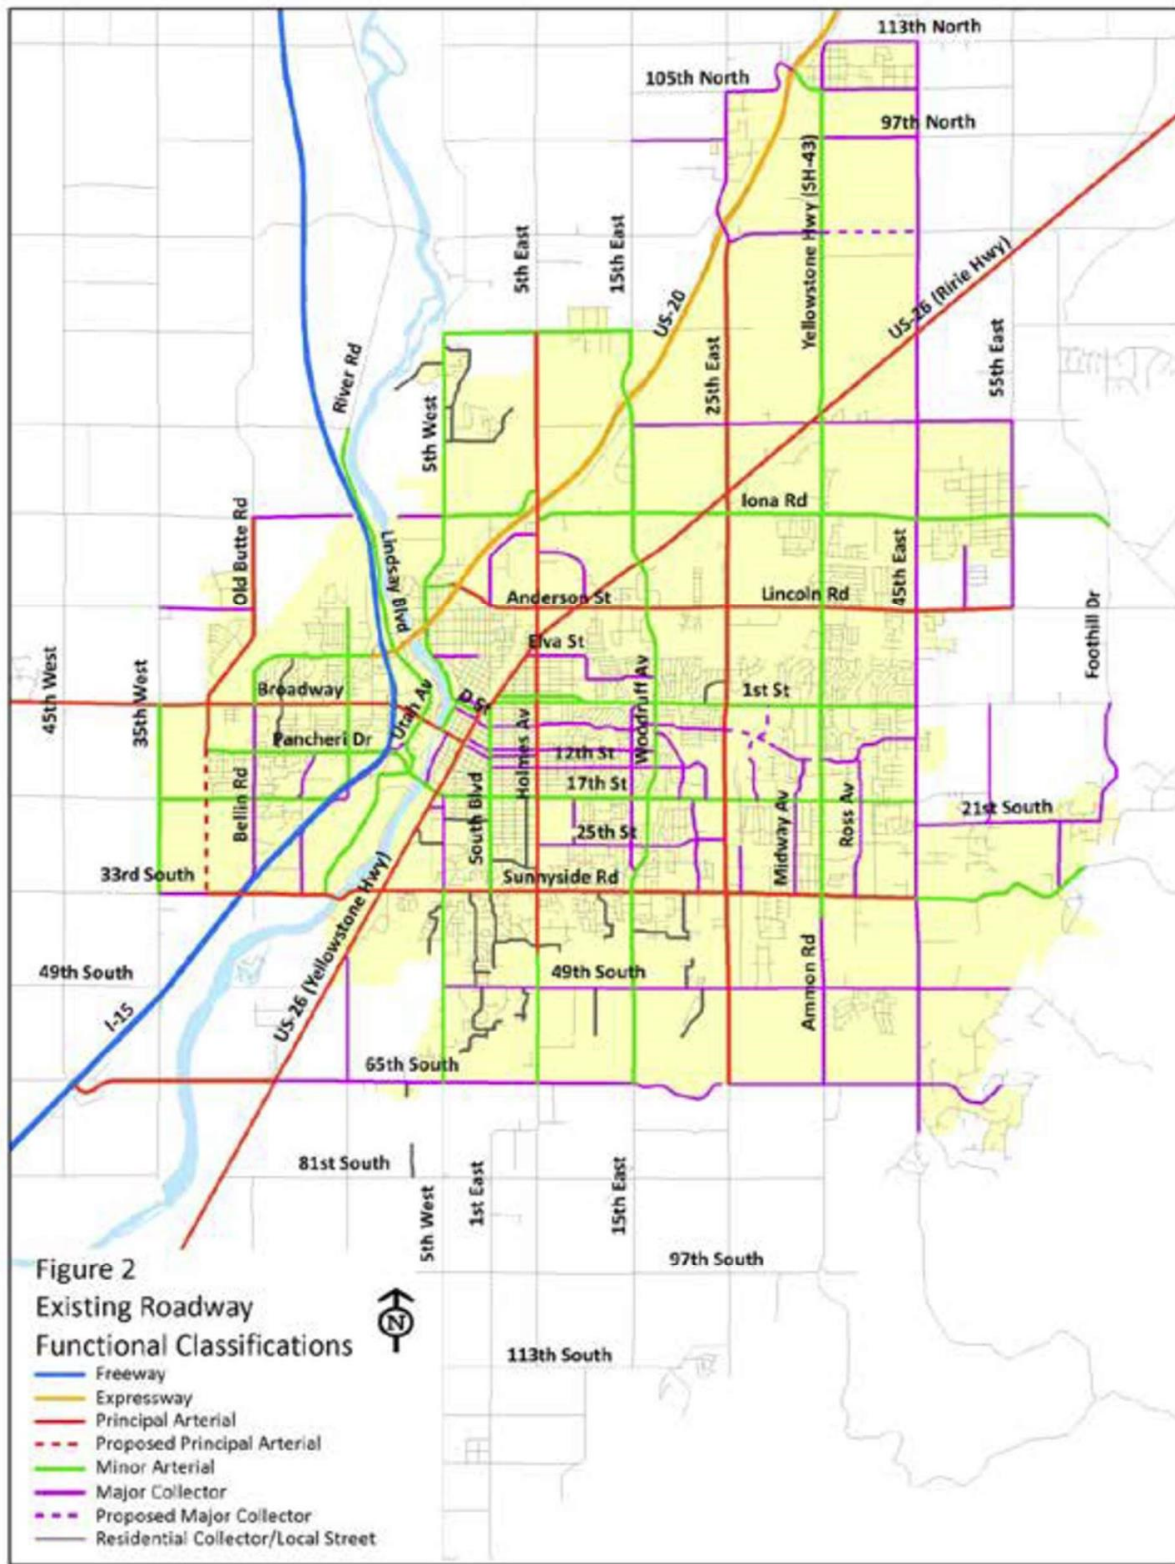 113th North
105th North
97th North
Yellowstone Hwy (SH-43)
5th East
15th East
US-20
US-26 (Ririe Hwy)
25th East
55th East
River Rd
5th West
Iona Rd
Old Butte Rd
Lindsay Blvd
45th East
Anderson St
Lincoln Rd
Foothill Dr
Elva St
45th West
35th West
Broadway
Utah Av
D St
Woodruff Av
1st St
Pancheri Dr
Holmes Av
12th St
17th St
Bellin Rd
South Blvd
Midway Av
Ross Av
21st South
25th St
33rd South
Sunnyside Rd
49th South
US-26 (Yellowstone Hwy)
49th South
Ammon Rd
I-15
65th South
81st South
5th West
1st East
15th East
97th South
113th South
Figure 2
Existing Roadway
Functional Classifications
N
Freeway
Expressway
Principal Arterial
Proposed Principal Arterial
Minor Arterial
Major Collector
Proposed Major Collector
Residential Collector/Local Street